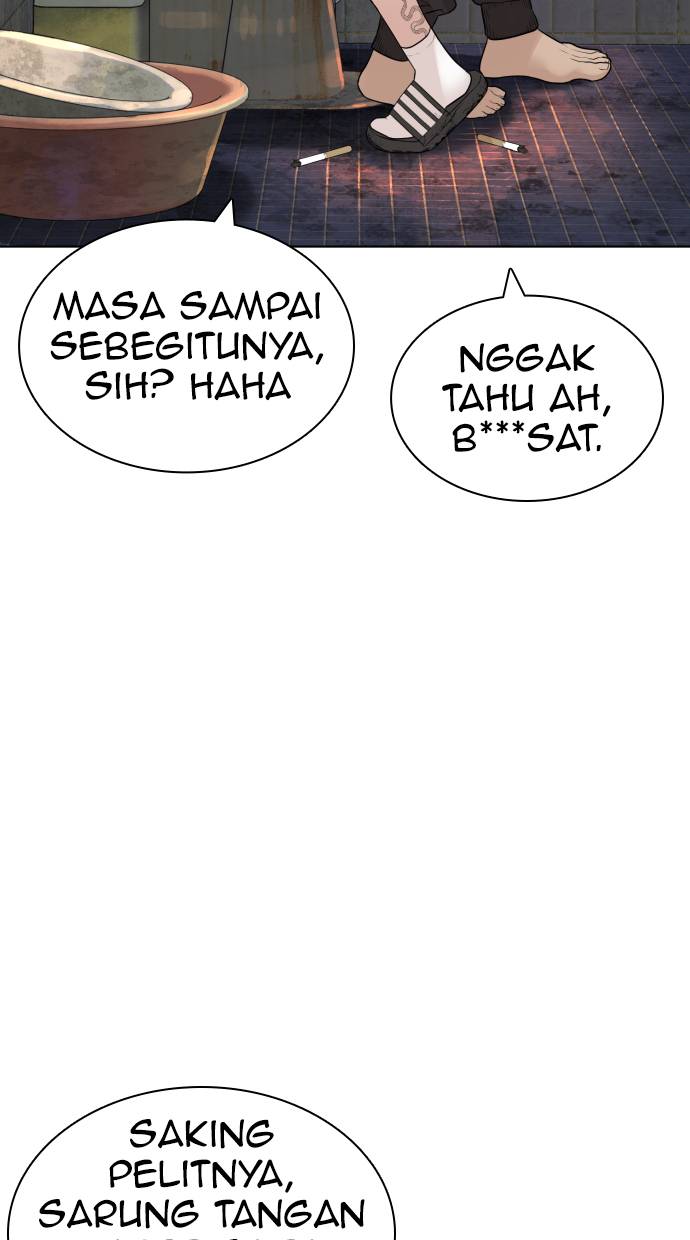 MASA SAMPAI
SEBEGITUNYA,
SIH? HAHA
NGGAK
TAHU AH,
B***SAT.
SAKING
PELITNYA,
SARUNG TANGAN